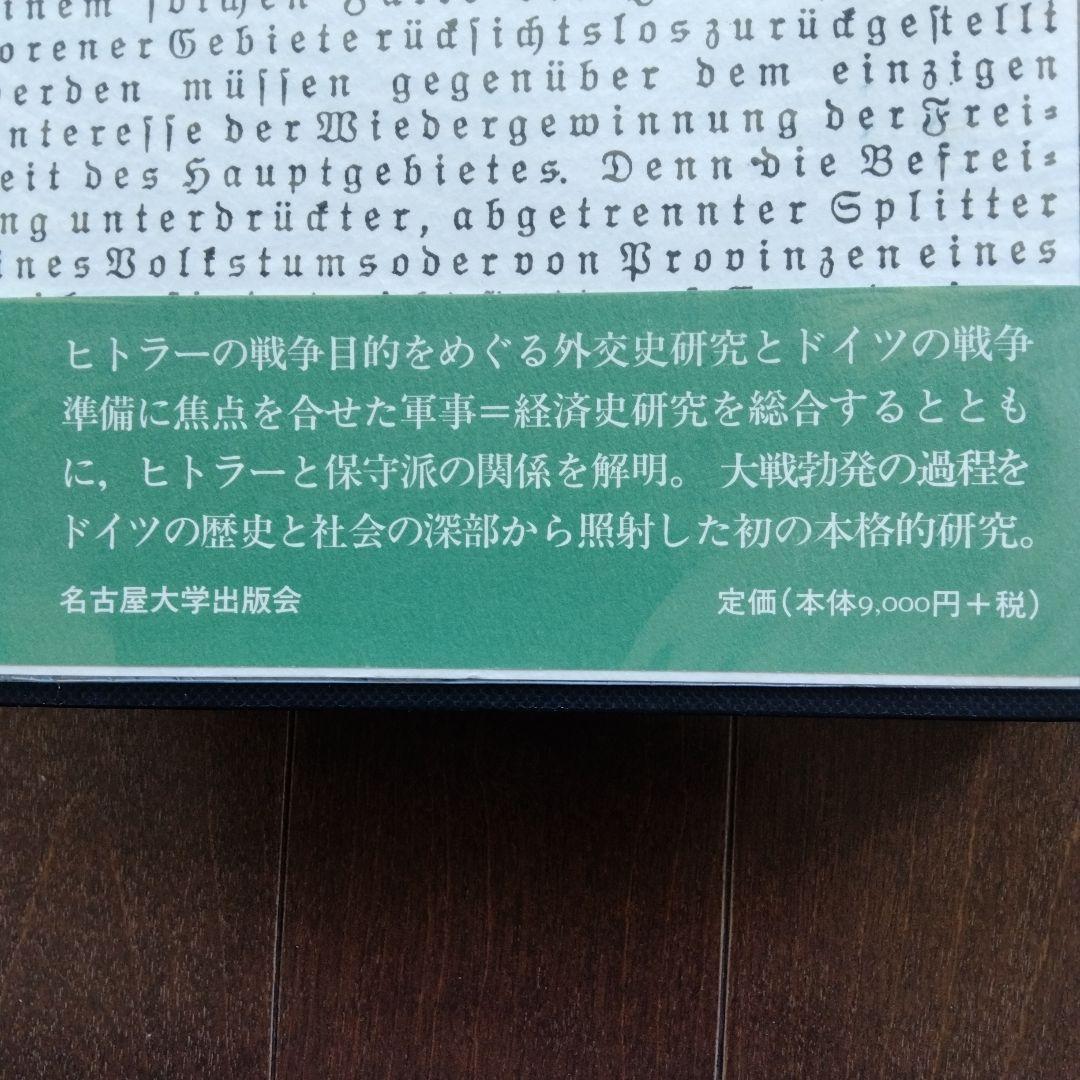 orener Gebiete rückſichtslos zurückgeſtellt
erden müſſen gegenüber dem einzigen
ntereſſe der Wiedergewinnung der Frei-
eit des Hauptgebietes. Denn die Befrei-
ng unterdrückter, abgetrennter Splitter
ines Volkstums oder von Provinzen eines
ヒトラーの戦争目的をめぐる外交史研究とドイツの戦争
準備に焦点を合せた軍事＝経済史研究を総合するととも
に，ヒトラーと保守派の関係を解明。 大戦勃発の過程を
ドイツの歴史と社会の深部から照射した初の本格的研究。
名古屋大学出版会
定価(本体9,000円＋税)